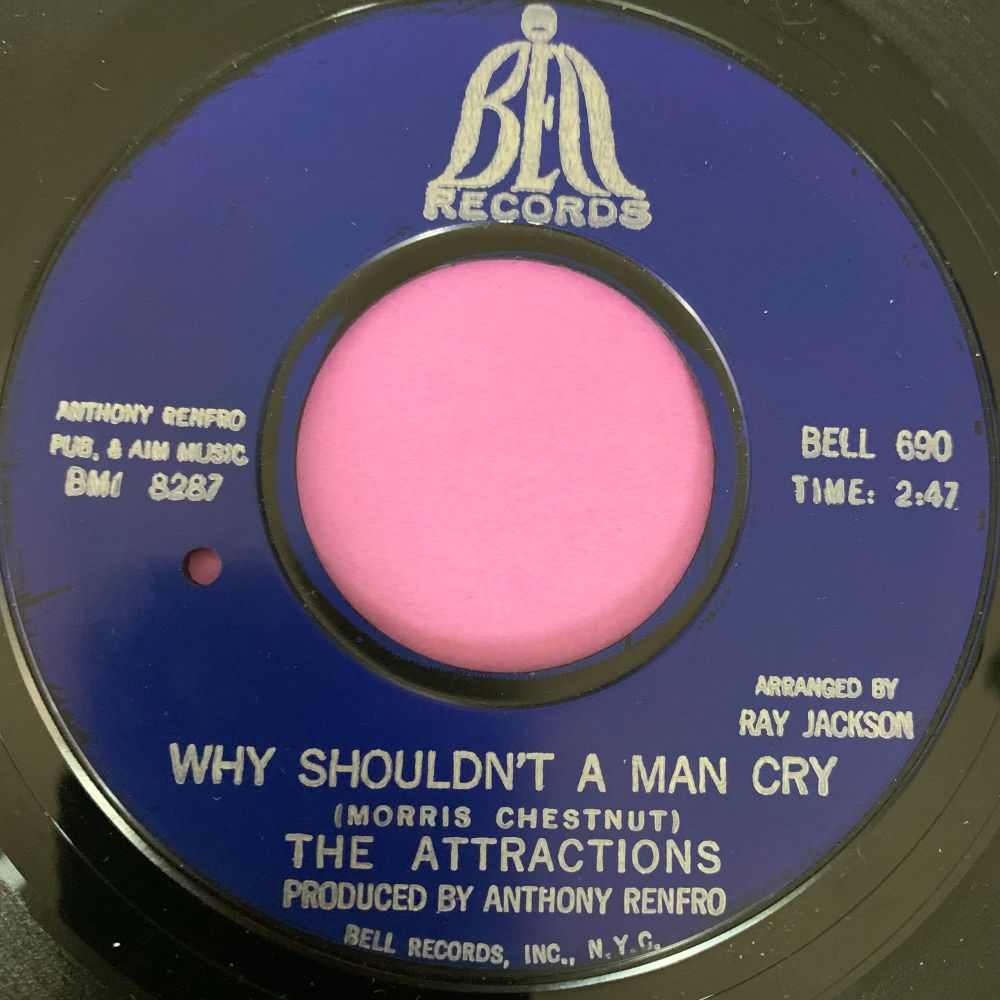 BELL
RECORDS
ANTHONY RENFRO
PUB. & AIM MUSIC
BMI 8287
BELL 690
TIME: 2:47
ARRANGED BY
RAY JACKSON
WHY SHOULDN'T A MAN CRY
(MORRIS CHESTNUT)
THE ATTRACTIONS
PRODUCED BY ANTHONY RENFRO
BELL RECORDS, INC., N.Y.C.